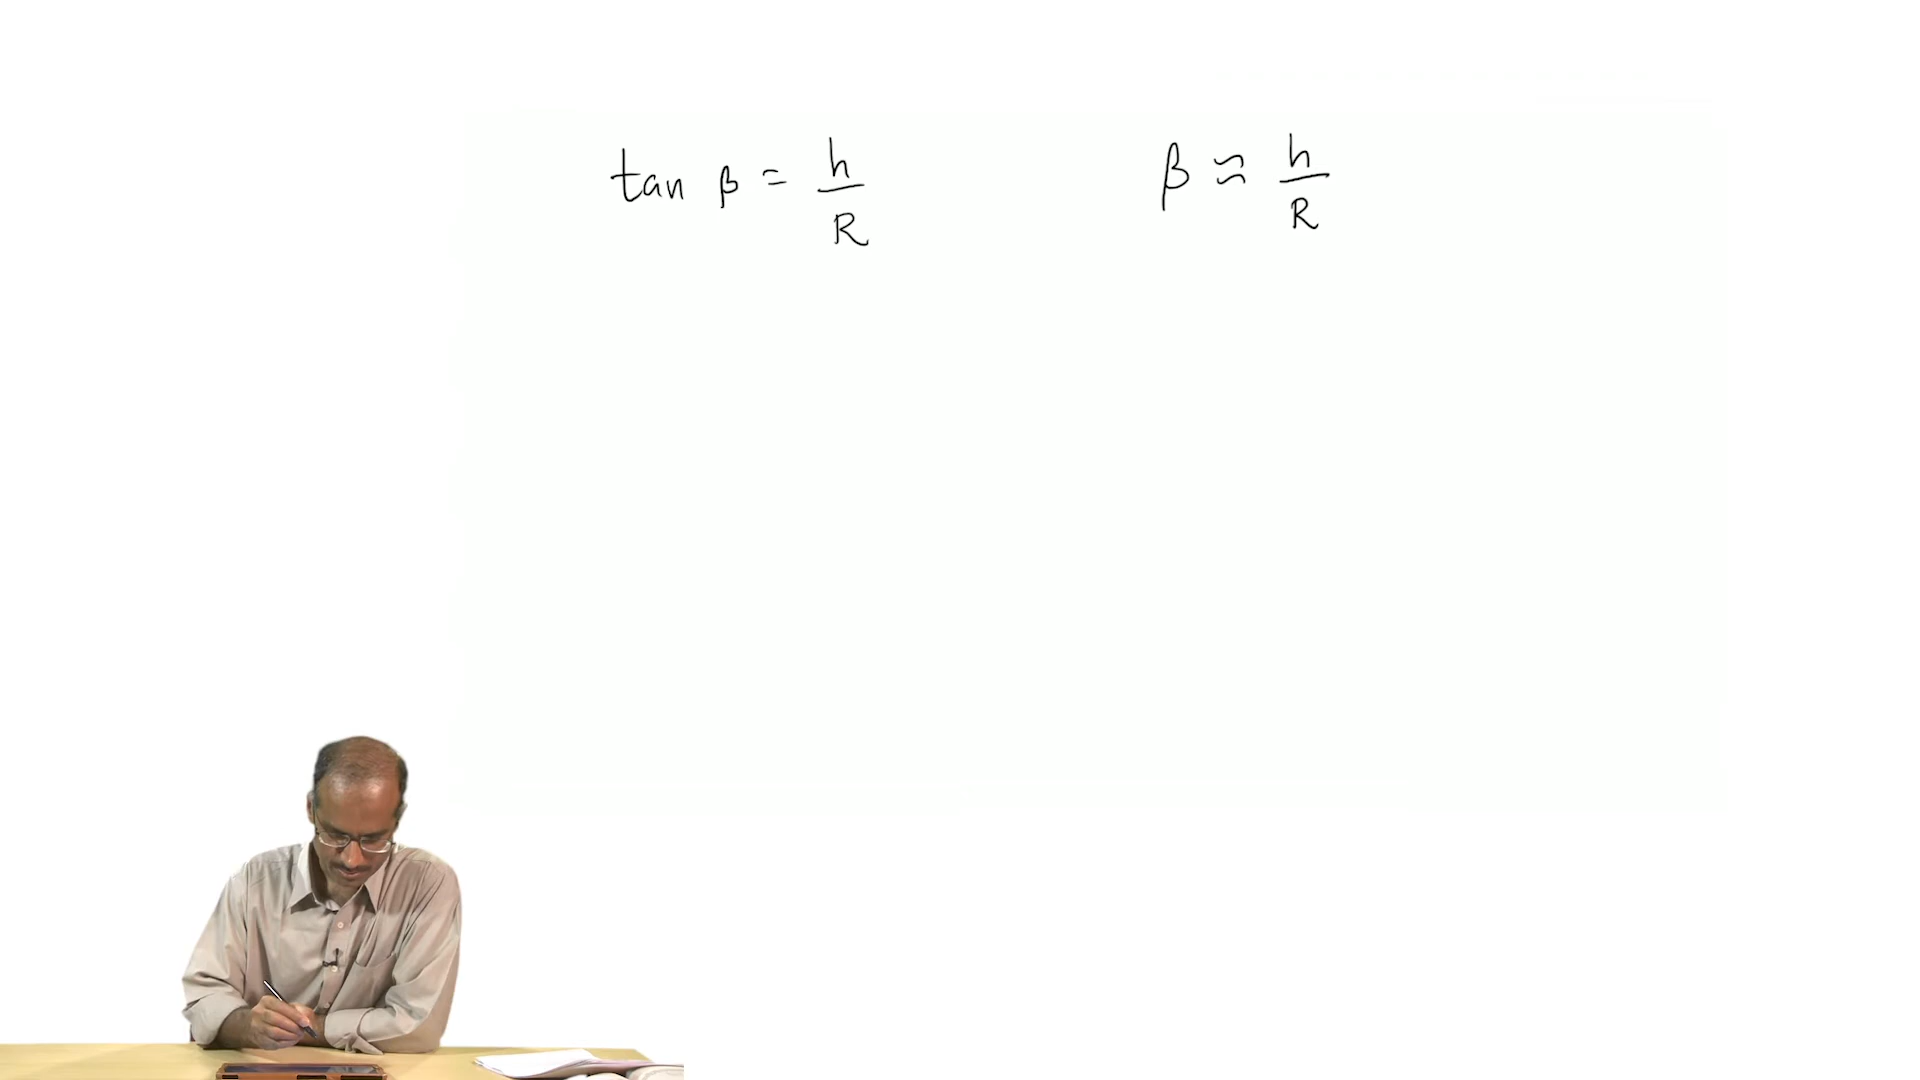 tan β = h/R    β ≈ h/R